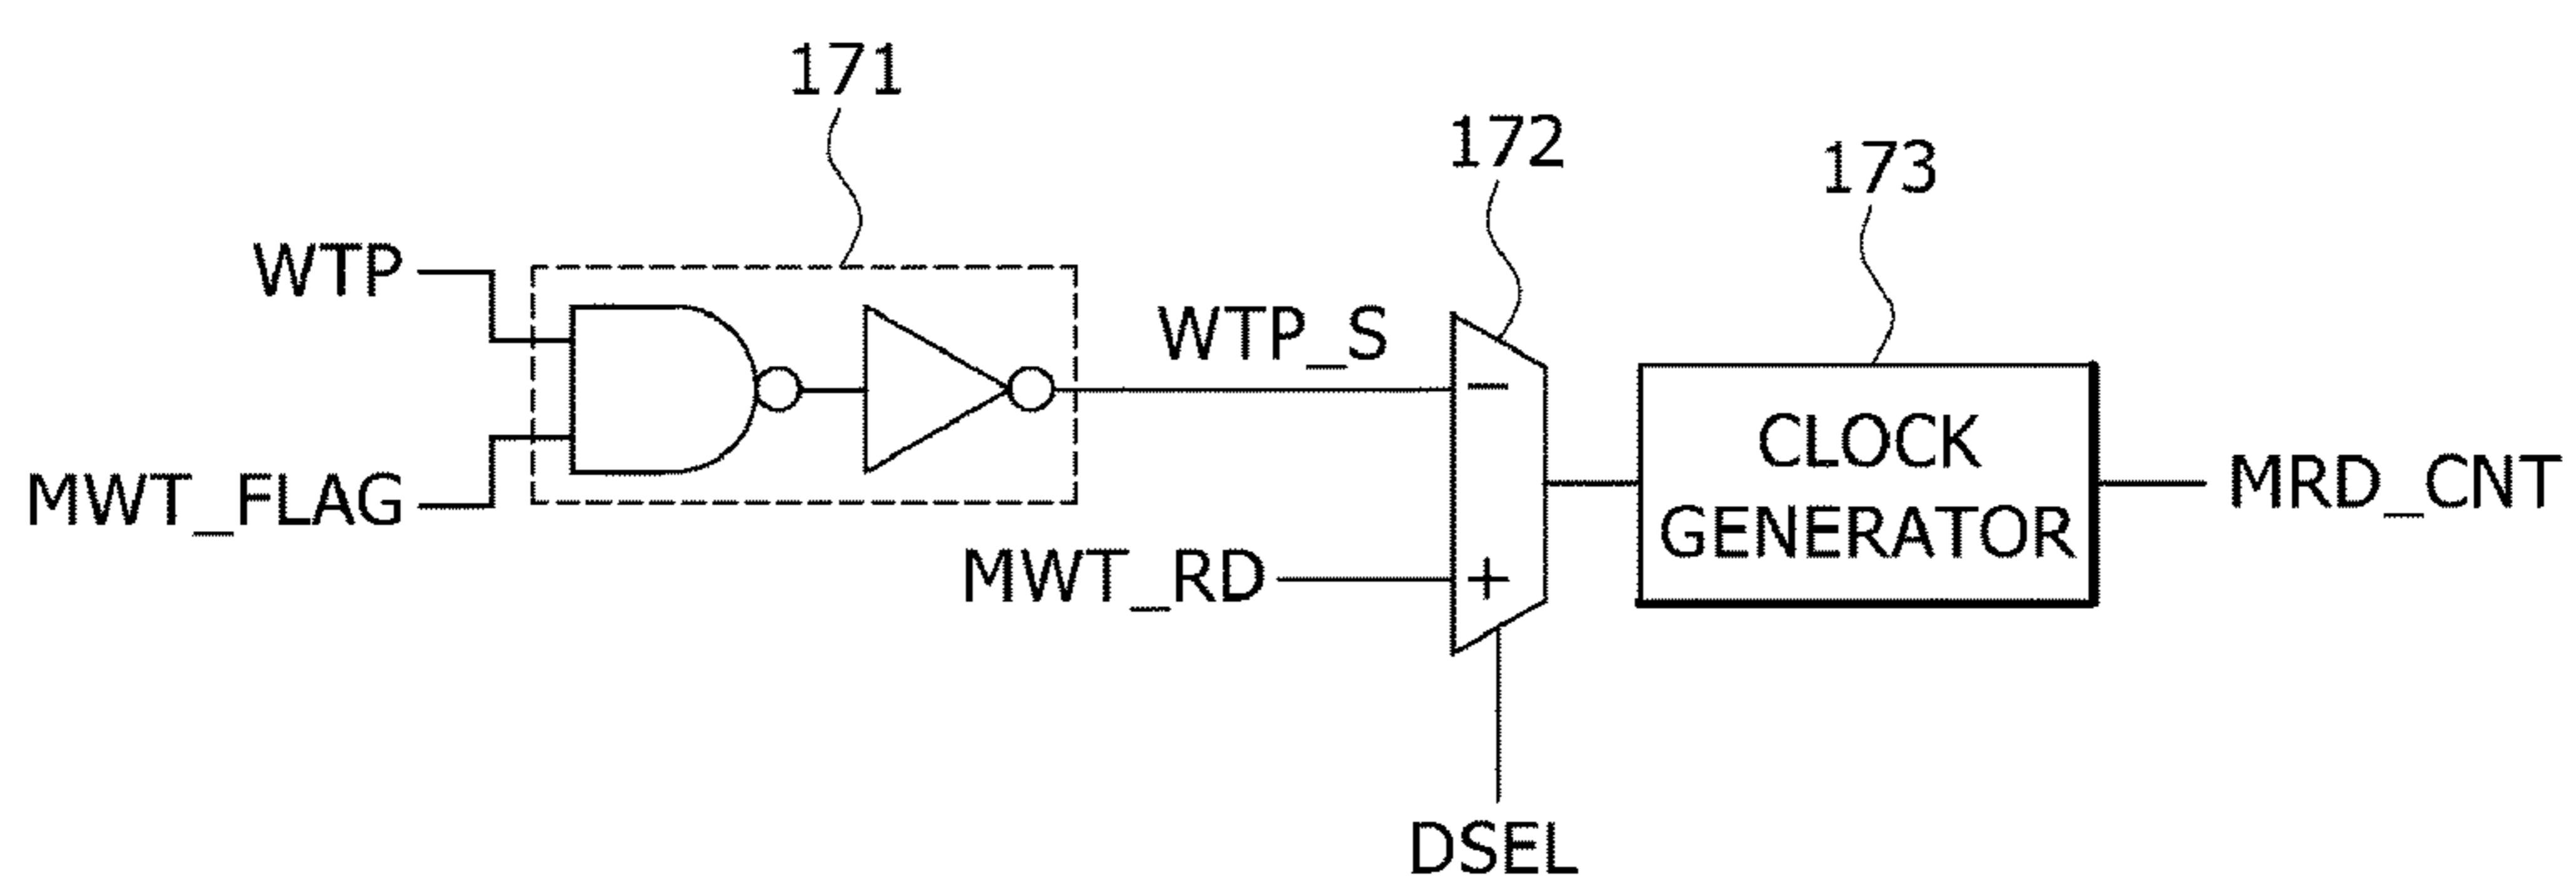 171
172
173
WTP
WTP_S
MWT_FLAG
MWT_RD
−
+
CLOCK
GENERATOR
MRD_CNT
DSEL